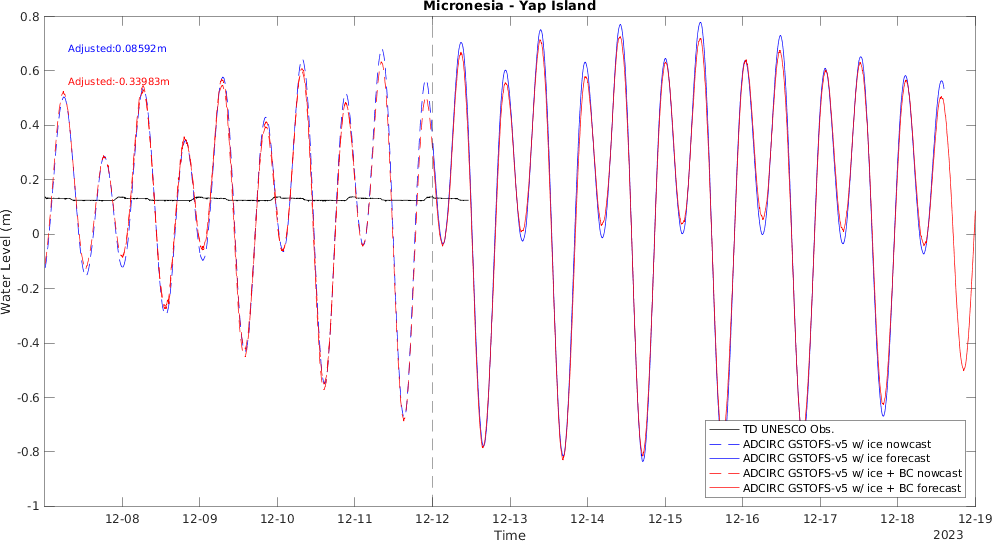 Micronesia - Yap Island
Adjusted:0.08592m
Adjusted:-0.33983m
0.8
0.6
0.4
0.2
0
-0.2
-0.4
-0.6
-0.8
-1
Water Level (m)
TD UNESCO Obs.
ADCIRC GSTOFS-v5 w/ ice nowcast
ADCIRC GSTOFS-v5 w/ ice forecast
ADCIRC GSTOFS-v5 w/ ice + BC nowcast
ADCIRC GSTOFS-v5 w/ ice + BC forecast
12-08 12-09 12-10 12-11 12-12 12-13 12-14 12-15 12-16 12-17 12-18 12-19
Time
2023